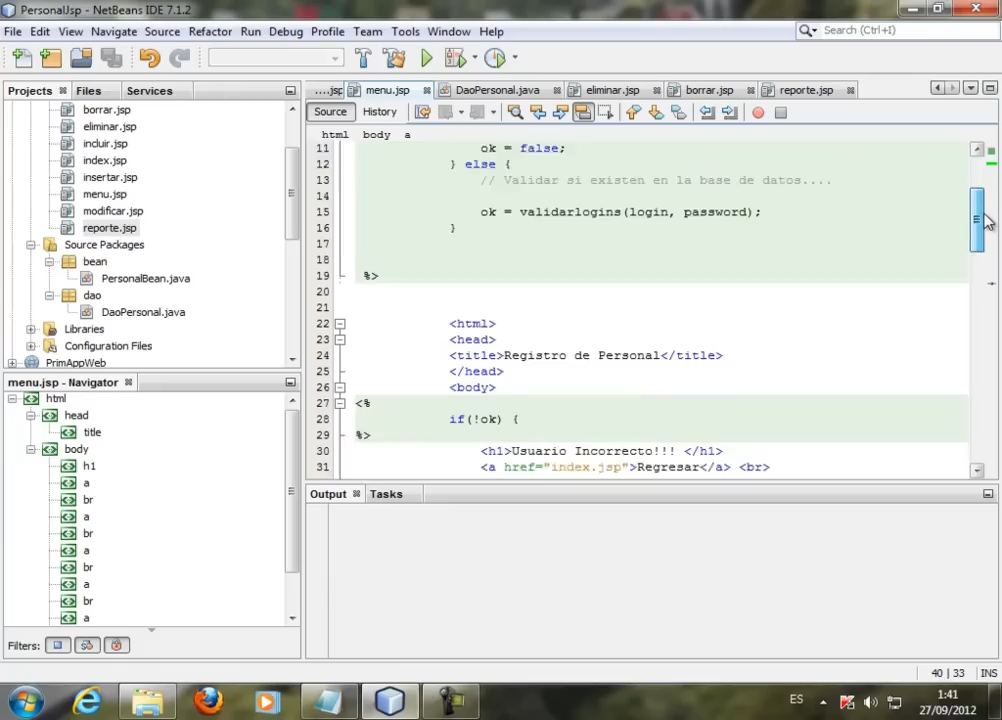 PersonalJsp - NetBeans IDE 7.1.2
File Edit View Navigate Source Refactor Run Debug Profile Team Tools Window Help
Search (Ctrl+I)
Projects Files Services
borrar.jsp
eliminar.jsp
incluir.jsp
index.jsp
insertar.jsp
menu.jsp
modificar.jsp
reporte.jsp
Source Packages
bean
PersonalBean.java
dao
DaoPersonal.java
Libraries
Configuration Files
PrimAppWeb
menu.jsp - Navigator
html
head
title
body
h1
a
br
a
br
a
br
a
br
a
Filters:
....jsp menu.jsp DaoPersonal.java eliminar.jsp borrar.jsp reporte.jsp
Source History
html body a
11 ok = false;
12 } else {
13 // Validar si existen en la base de datos....
14
15 ok = validarlogins(login, password);
16 }
17
18
19 %>
20
21
22 <html>
23 <head>
24 <title>Registro de Personal</title>
25 </head>
26 <body>
27 <%
28 if(!ok) {
29 %>
30 <h1>Usuario Incorrecto!!! </h1>
31 <a href="index.jsp">Regresar</a> <br>
Output Tasks
40 | 33 INS
ES 1:41
27/09/2012